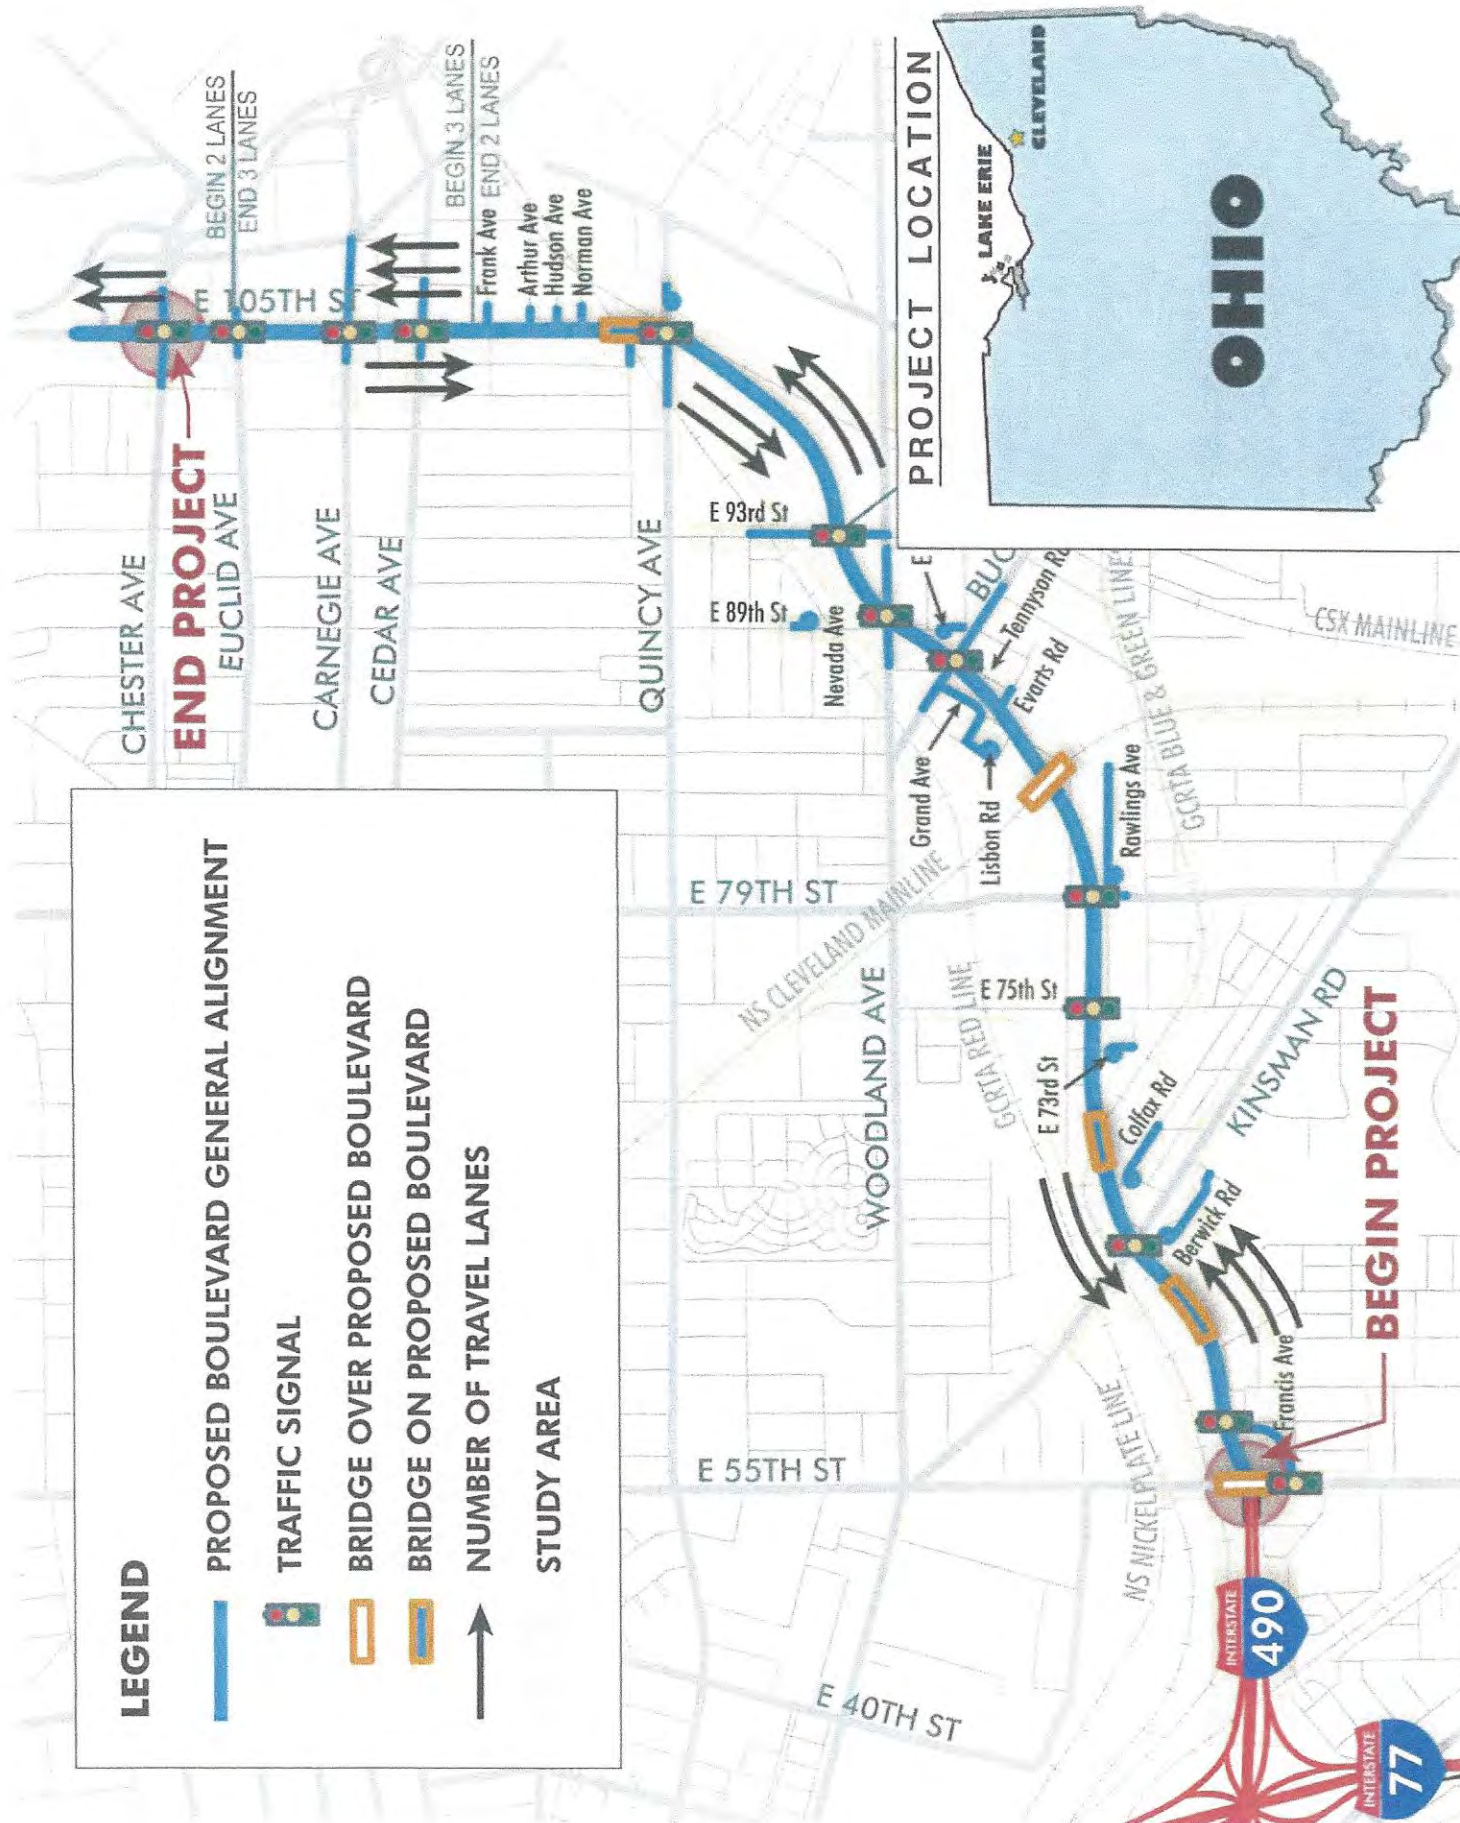 LEGEND
PROPOSED BOULEVARD GENERAL ALIGNMENT
TRAFFIC SIGNAL
BRIDGE OVER PROPOSED BOULEVARD
BRIDGE ON PROPOSED BOULEVARD
NUMBER OF TRAVEL LANES
STUDY AREA
CHESTER AVE
END PROJECT
EUCLID AVE
CARNEGIE AVE
CEDAR AVE
QUINCY AVE
E 105TH ST
BEGIN 2 LANES
END 3 LANES
BEGIN 3 LANES
END 2 LANES
Frank Ave
Arthur Ave
Hudson Ave
Norman Ave
E 93rd St
E 89th St
Nevada Ave
E
BUC
Tennyson Rd
Evarts Rd
Grand Ave
Lisbon Rd
Rawlings Ave
E 79TH ST
NS CLEVELAND MAINLINE
GCRTA BLUE & GREEN LINES
CSX MAINLINE
WOODLAND AVE
GCRTA RED LINE
E 75th St
E 73rd St
Colfax Rd
KINSMAN RD
Berwick Rd
Francis Ave
BEGIN PROJECT
E 55TH ST
NS NICKELPLATE LINE
E 40TH ST
INTERSTATE
490
INTERSTATE
77
PROJECT LOCATION
LAKE ERIE
CLEVELAND
OHIO